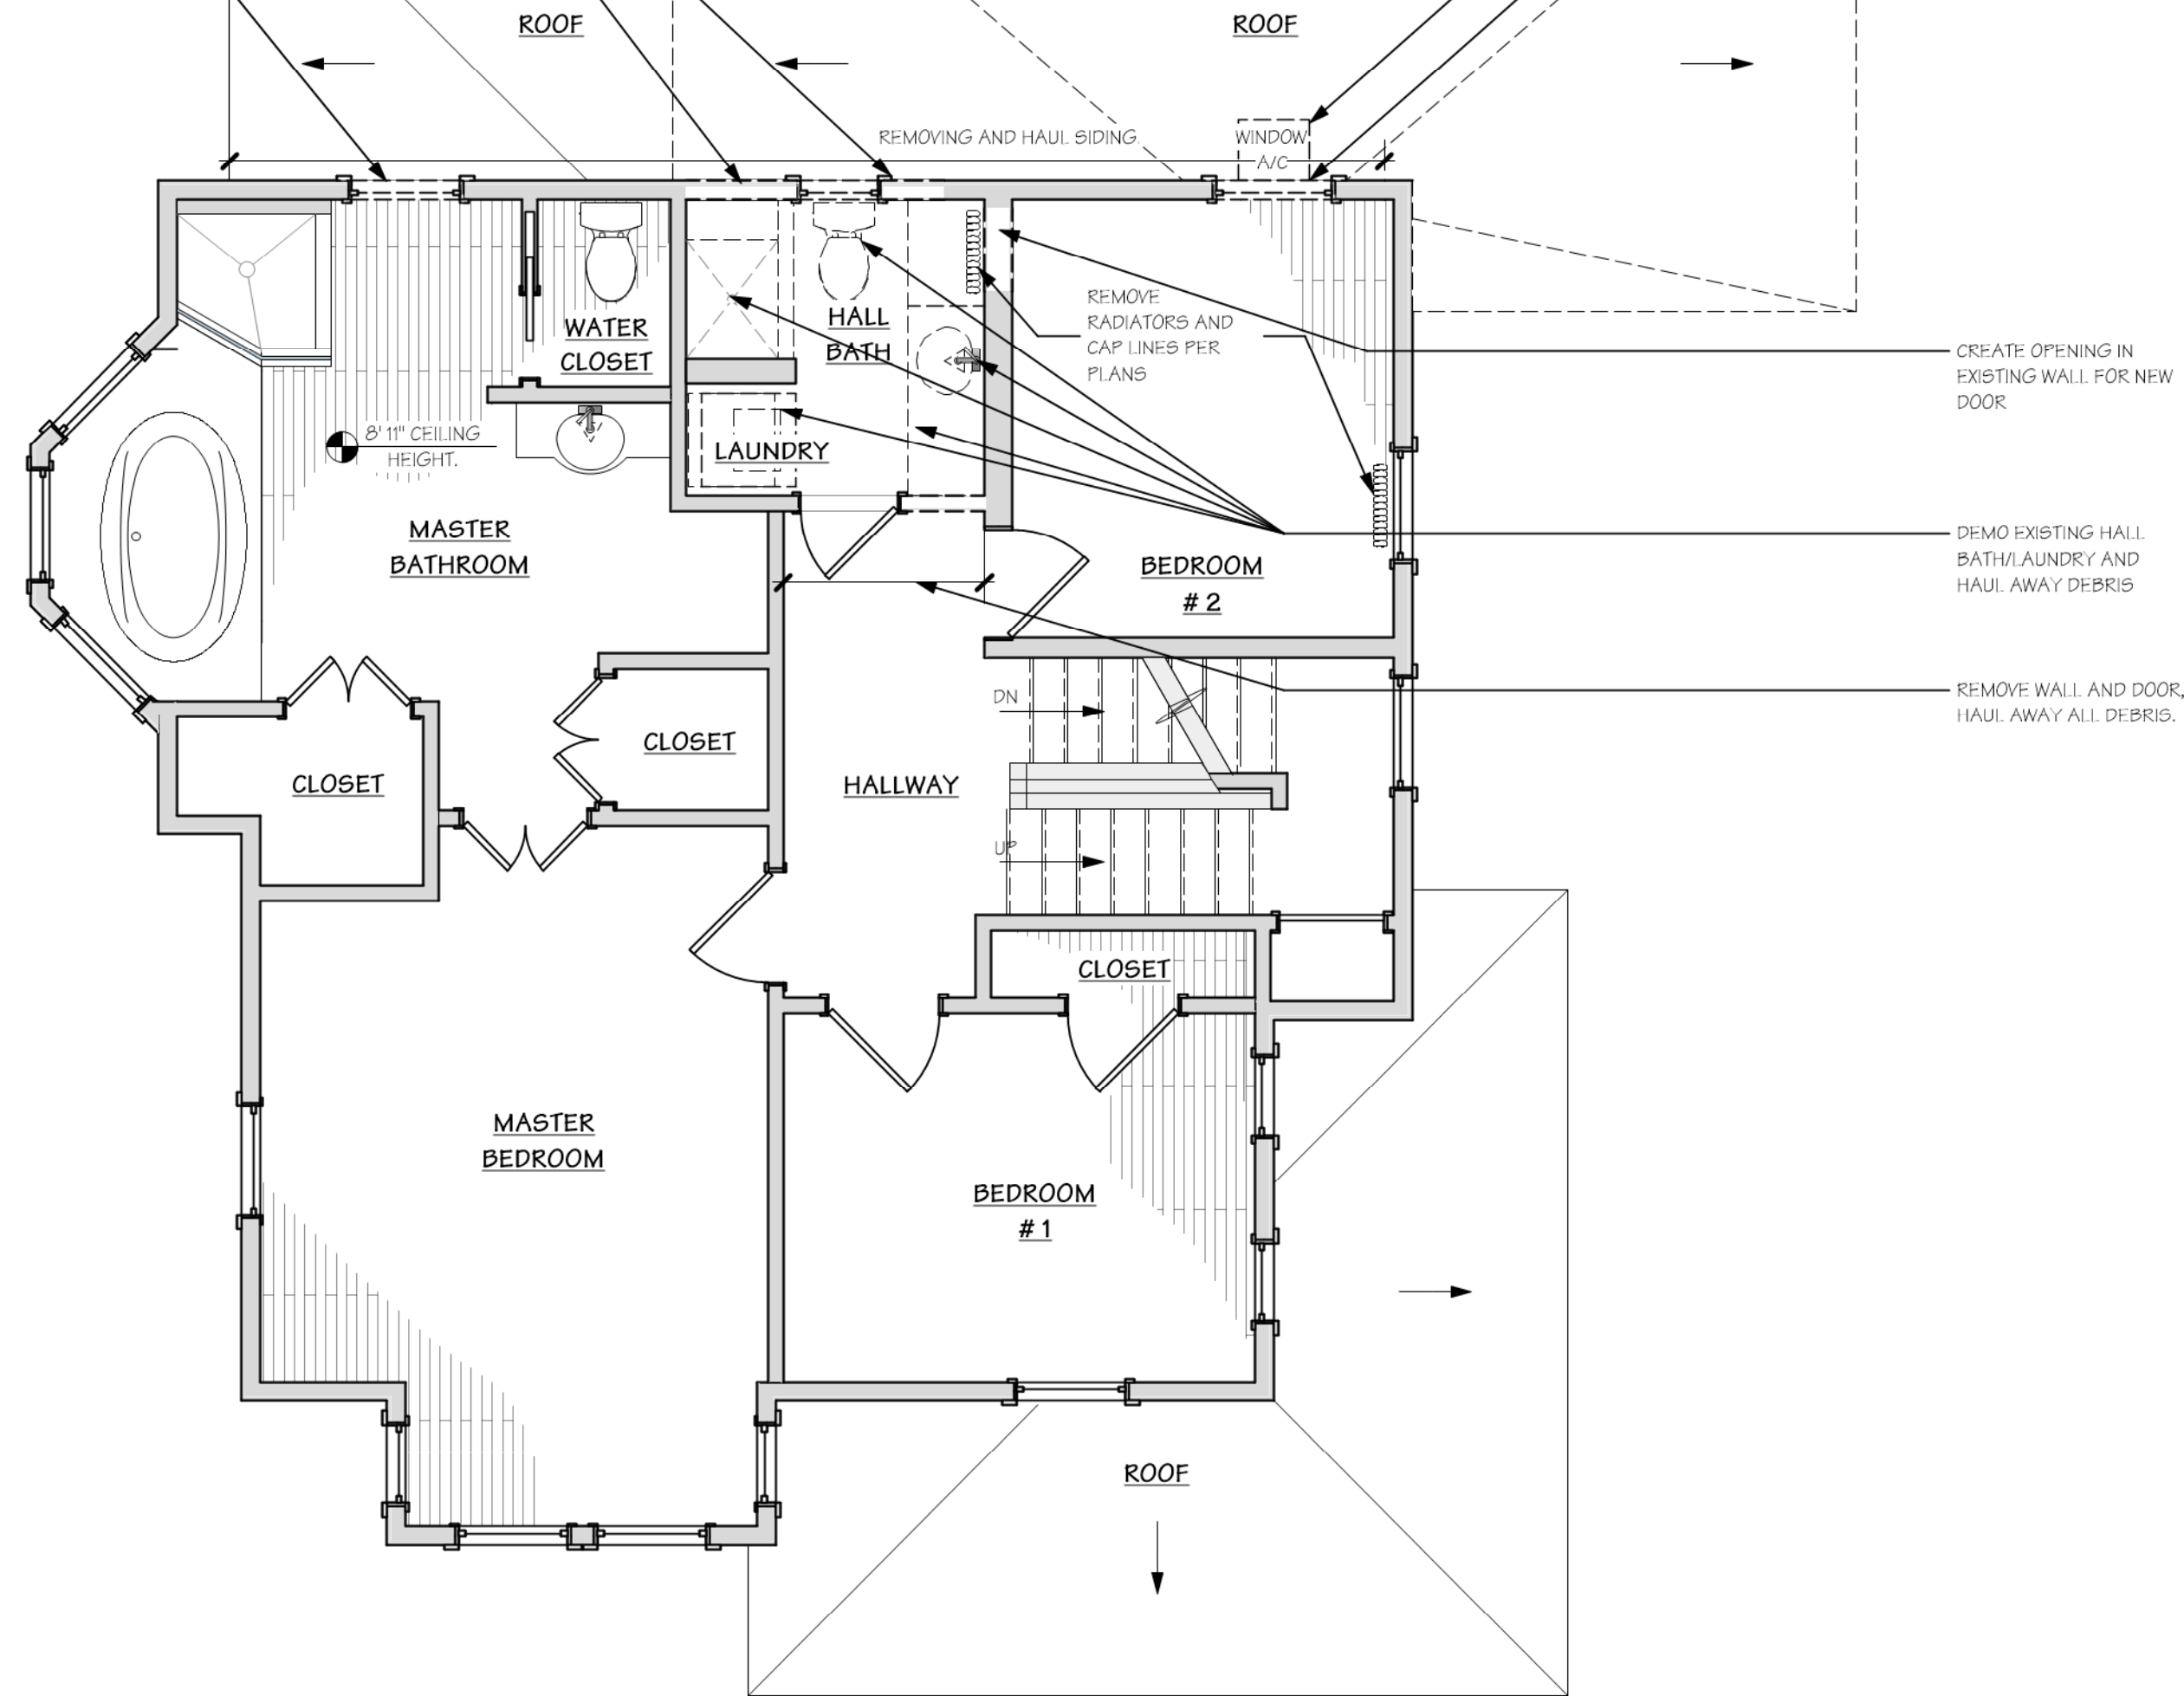 ROOF
ROOF
REMOVING AND HAUL SIDING.
WINDOW
A/C
REMOVE
RADIATORS AND
CAP LINES PER
PLANS
HALL
BATH
WATER
CLOSET
CREATE OPENING IN
EXISTING WALL FOR NEW
DOOR
8' 11" CEILING
HEIGHT.
LAUNDRY
MASTER
BATHROOM
DEMO EXISTING HALL
BATH/LAUNDRY AND
HAUL AWAY DEBRIS
BEDROOM
# 2
REMOVE WALL AND DOOR,
HAUL AWAY ALL DEBRIS.
DN
CLOSET
CLOSET
HALLWAY
UP
CLOSET
MASTER
BEDROOM
BEDROOM
# 1
ROOF